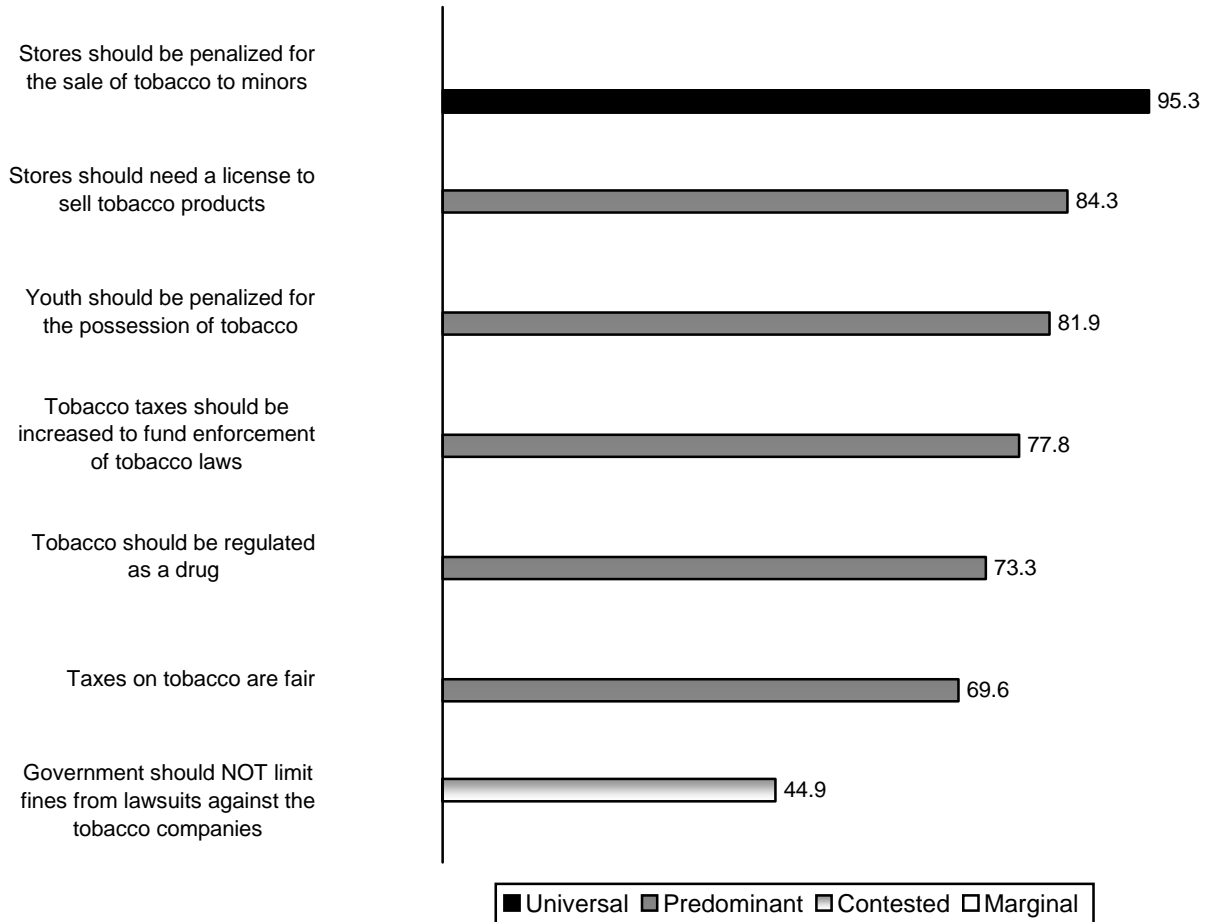 Stores should be penalized for
the sale of tobacco to minors
95.3
Stores should need a license to
sell tobacco products
84.3
Youth should be penalized for
the possession of tobacco
81.9
Tobacco taxes should be
increased to fund enforcement
of tobacco laws
77.8
Tobacco should be regulated
as a drug
73.3
Taxes on tobacco are fair
69.6
Government should NOT limit
fines from lawsuits against the
tobacco companies
44.9
Universal Predominant Contested Marginal